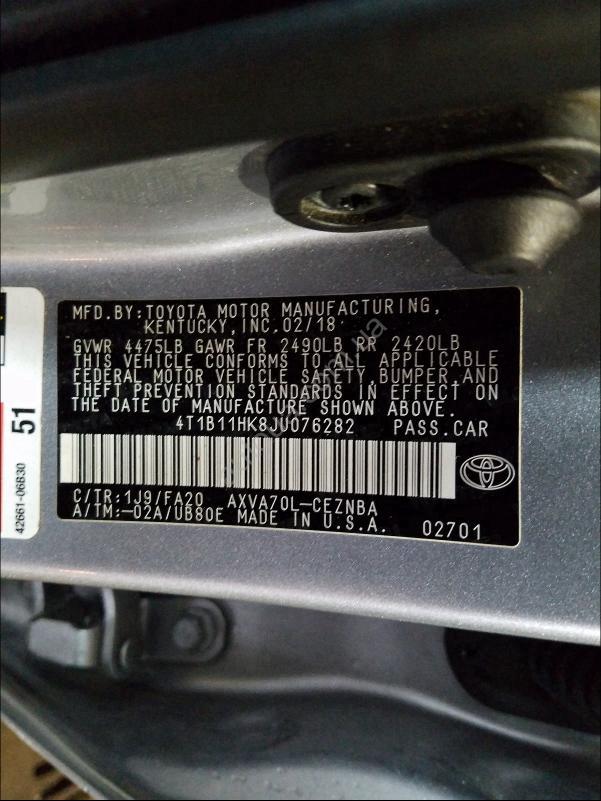 MFD.BY:TOYOTA MOTOR MANUFACTURING,
KENTUCKY,INC.02/18
GVWR 4475LB GAWR FR 2490LB RR 2420LB
THIS VEHICLE CONFORMS TO ALL APPLICABLE
FEDERAL MOTOR VEHICLE SAFETY,BUMPER,AND
THEFT PREVENTION STANDARDS IN EFFECT ON
THE DATE OF MANUFACTURE SHOWN ABOVE.
4T1B11HK8JU076282 PASS.CAR
C/TR:1J9/FA20 AXVA70L-CEZNBA
A/TM:-02A/UB80E MADE IN U.S.A. 02701
51
42661-06B30